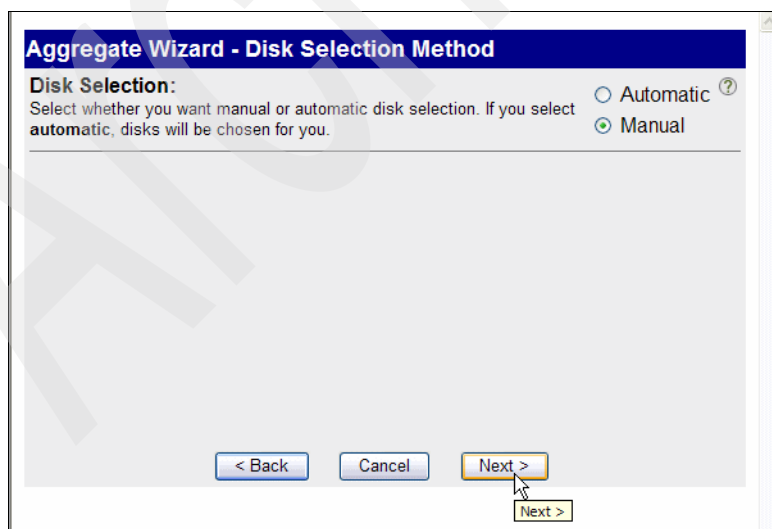 Aggregate Wizard - Disk Selection Method
Disk Selection:
Select whether you want manual or automatic disk selection. If you select
automatic, disks will be chosen for you.
Automatic ?
Manual
< Back
Cancel
Next >
Next >